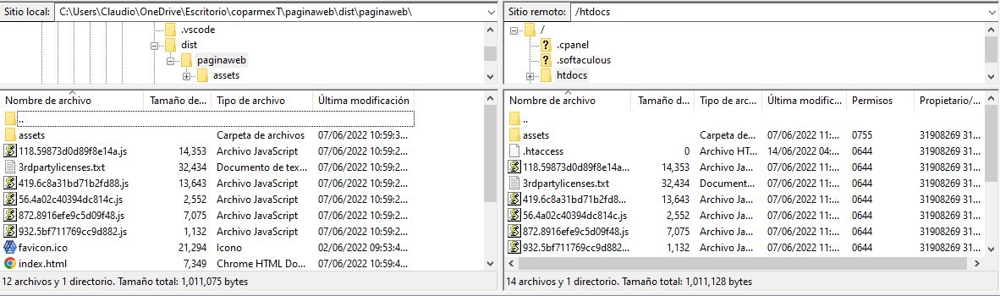 Sitio local: C:\Users\Claudio\OneDrive\Escritorio\coparmexT\paginaweb\dist\paginaweb\
.vscode
dist
paginaweb
assets
Nombre de archivo Tamaño de... Tipo de archivo Última modificación
..
assets Carpeta de archivos 07/06/2022 10:59:3...
118.59873d0d89f8e14a.js 14,353 Archivo JavaScript 07/06/2022 10:59:2...
3rdpartylicenses.txt 32,434 Documento de tex... 07/06/2022 10:59:3...
419.6c8a31bd71b2fd88.js 13,643 Archivo JavaScript 07/06/2022 10:59:2...
56.4a02c40394dc814c.js 2,552 Archivo JavaScript 07/06/2022 10:59:2...
872.8916efe9c5d09f48.js 7,075 Archivo JavaScript 07/06/2022 10:59:2...
932.5bf711769cc9d882.js 1,132 Archivo JavaScript 07/06/2022 10:59:2...
favicon.ico 21,294 Icono 02/06/2022 09:53:4...
index.html 7,349 Chrome HTML Do... 07/06/2022 10:59:4...
12 archivos y 1 directorio. Tamaño total: 1,011,075 bytes
Sitio remoto: /htdocs
/
.cpanel
.softaculous
htdocs
Nombre de archivo Tamaño d... Tipo de arc... Última modific... Permisos Propietario/...
..
assets Carpeta de... 07/06/2022 11:... 0755 31908269 31...
.htaccess 0 Archivo HT... 14/06/2022 04:... 0644 31908269 31...
118.59873d0d89f8e14a... 14,353 Archivo Ja... 07/06/2022 11:... 0644 31908269 31...
3rdpartylicenses.txt 32,434 Document... 07/06/2022 11:... 0644 31908269 31...
419.6c8a31bd71b2fd8... 13,643 Archivo Ja... 07/06/2022 11:... 0644 31908269 31...
56.4a02c40394dc814c.js 2,552 Archivo Ja... 07/06/2022 11:... 0644 31908269 31...
872.8916efe9c5d09f48.js 7,075 Archivo Ja... 07/06/2022 11:... 0644 31908269 31...
932.5bf711769cc9d882... 1,132 Archivo Ja... 07/06/2022 11:... 0644 31908269 31...
14 archivos y 1 directorio. Tamaño total: 1,011,128 bytes